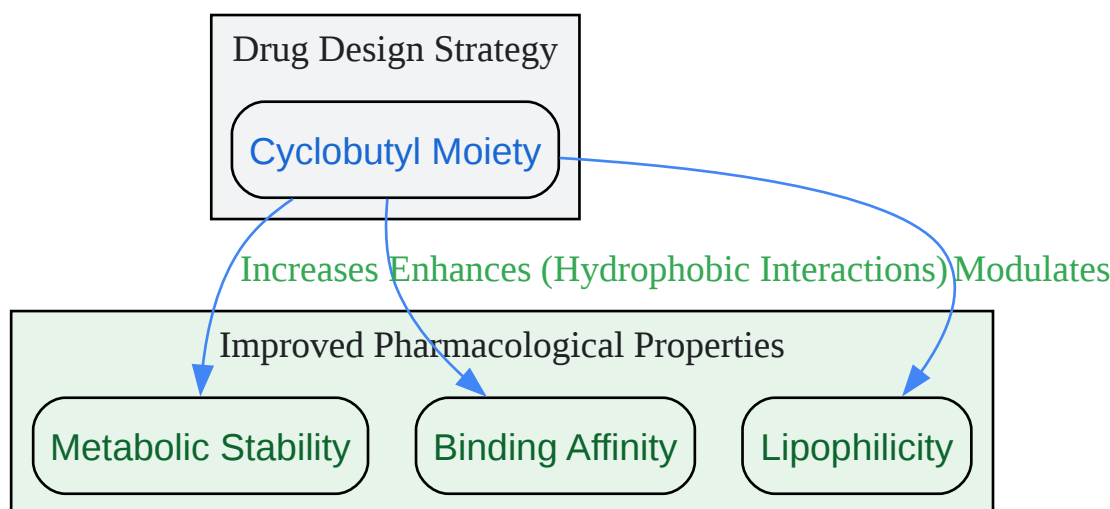 Drug Design Strategy
Cyclobutyl Moiety
Increases Enhances (Hydrophobic Interactions) Modulates
Improved Pharmacological Properties
Metabolic Stability
Binding Affinity
Lipophilicity